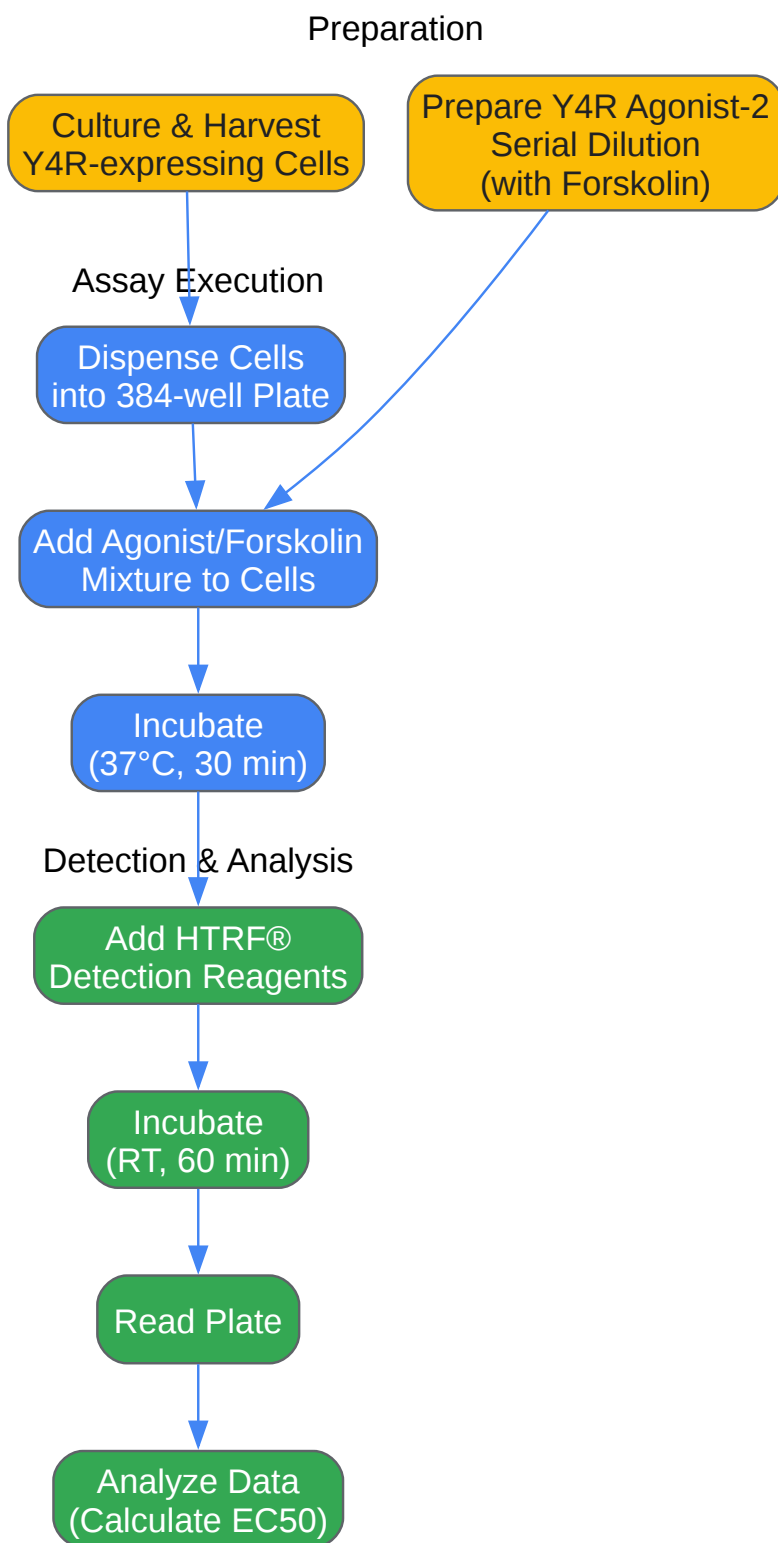 Preparation
Culture & Harvest
Y4R-expressing Cells
Prepare Y4R Agonist-2
Serial Dilution
(with Forskolin)
Assay Execution
Dispense Cells
into 384-well Plate
Add Agonist/Forskolin
Mixture to Cells
Incubate
(37°C, 30 min)
Detection & Analysis
Add HTRF®
Detection Reagents
Incubate
(RT, 60 min)
Read Plate
Analyze Data
(Calculate EC50)